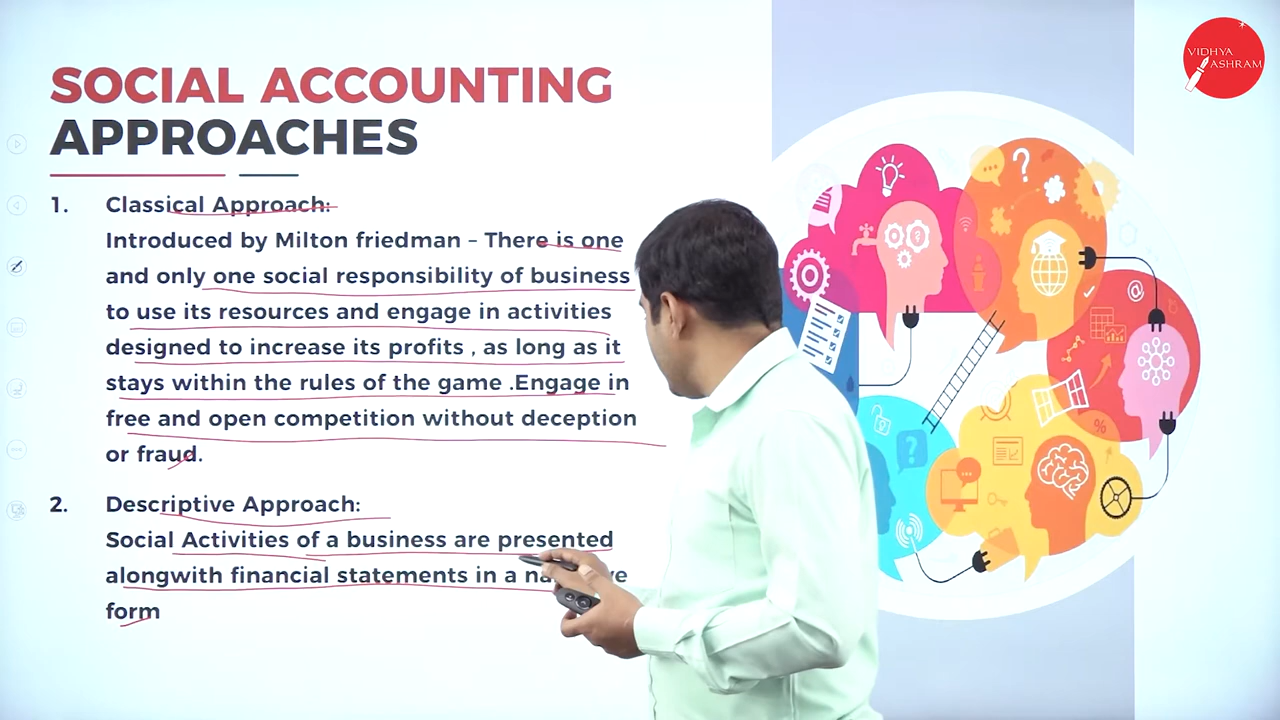 SOCIAL ACCOUNTING
APPROACHES
VIDHYA
ASHRAM
1. Classical Approach:
Introduced by Milton friedman – There is one
and only one social responsibility of business
to use its resources and engage in activities
designed to increase its profits , as long as it
stays within the rules of the game .Engage in
free and open competition without deception
or fraud.
2. Descriptive Approach:
Social Activities of a business are presented
alongwith financial statements in a
form